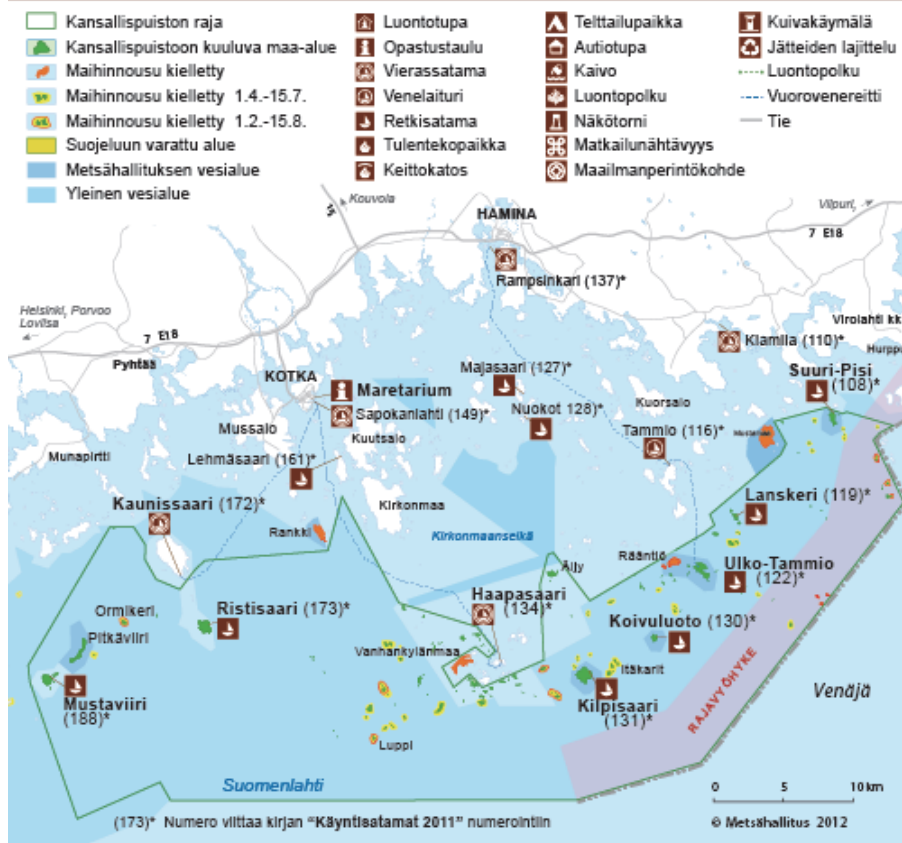 Kansallispuiston raja
Kansallispuistoon kuuluva maa-alue
Maihinnousu kielletty
Maihinnousu kielletty 1.4.-15.7.
Maihinnousu kielletty 1.2.-15.8.
Suojeluun varattu alue
Metsähallituksen vesialue
Yleinen vesialue
Luontotupa
Opastustaulu
Vierassatama
Venelaituri
Retkisatama
Tulentekopaikka
Keittokatos
Telttailupaikka
Autiotupa
Kaivo
Luontopolku
Näkötorni
Matkailunähtävyys
Maailmanperintökohde
Kuivakäymälä
Jätteiden lajittelu
Luontopolku
Vuorovenereitti
Tie
Kouvola
15
HAMINA
Vilpuri,
7 E18
Rampsinkari (137)*
Helsinki, Porvoo
Loviisa
7 E18
Pyhtää
Virolahti kk
Klamila (110)*
Hurppu
Majasaari (127)*
Suuri-Pisi
(108)*
KOTKA
Maretarium
Sapokanlahti (149)*
Nuokot 128)*
Kuorsalo
Mussalo
Kuutsalo
Tammio (116)*
Munapirtti
Lehmäsaari (161)*
Kaunissaari (172)*
Kirkonmaa
Lanskeri (119)*
Rankki
Kirkonmaanselkä
Rääntiö
Äijy
Ulko-Tammio
(122)*
Haapasaari
(134)*
Ormikeri,
Pitkäviiri
Ristisaari (173)*
Koivuluoto (130)*
Vanhankylänmaa
Itäkarit
Mustaviiri
(188)*
Kilpisaari
(131)*
RAJAVYÖHYKE
Venäjä
Luppi
Suomenlahti
0 5 10km
(173)* Numero viittaa kirjan "Käyntisatamat 2011" numerointiin
© Metsähallitus 2012